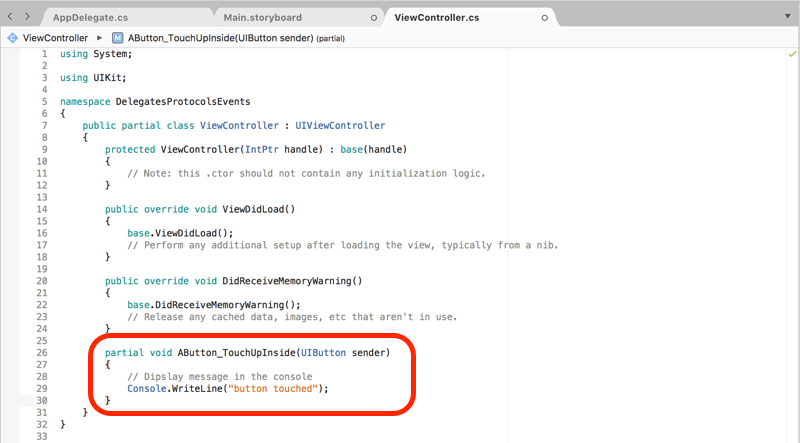 AppDelegate.cs Main.storyboard ViewController.cs
C ViewController M AButton_TouchUpInside(UIButton sender) (partial)
1 using System;
2
3 using UIKit;
4
5 namespace DelegatesProtocolsEvents
6 {
7 public partial class ViewController : UIViewController
8 {
9 protected ViewController(IntPtr handle) : base(handle)
10 {
11 // Note: this .ctor should not contain any initialization logic.
12 }
13
14 public override void ViewDidLoad()
15 {
16 base.ViewDidLoad();
17 // Perform any additional setup after loading the view, typically from a nib.
18 }
19
20 public override void DidReceiveMemoryWarning()
21 {
22 base.DidReceiveMemoryWarning();
23 // Release any cached data, images, etc that aren't in use.
24 }
25
26 partial void AButton_TouchUpInside(UIButton sender)
27 {
28 // Dipslay message in the console
29 Console.WriteLine("button touched");
30 }
31 }
32 }
33